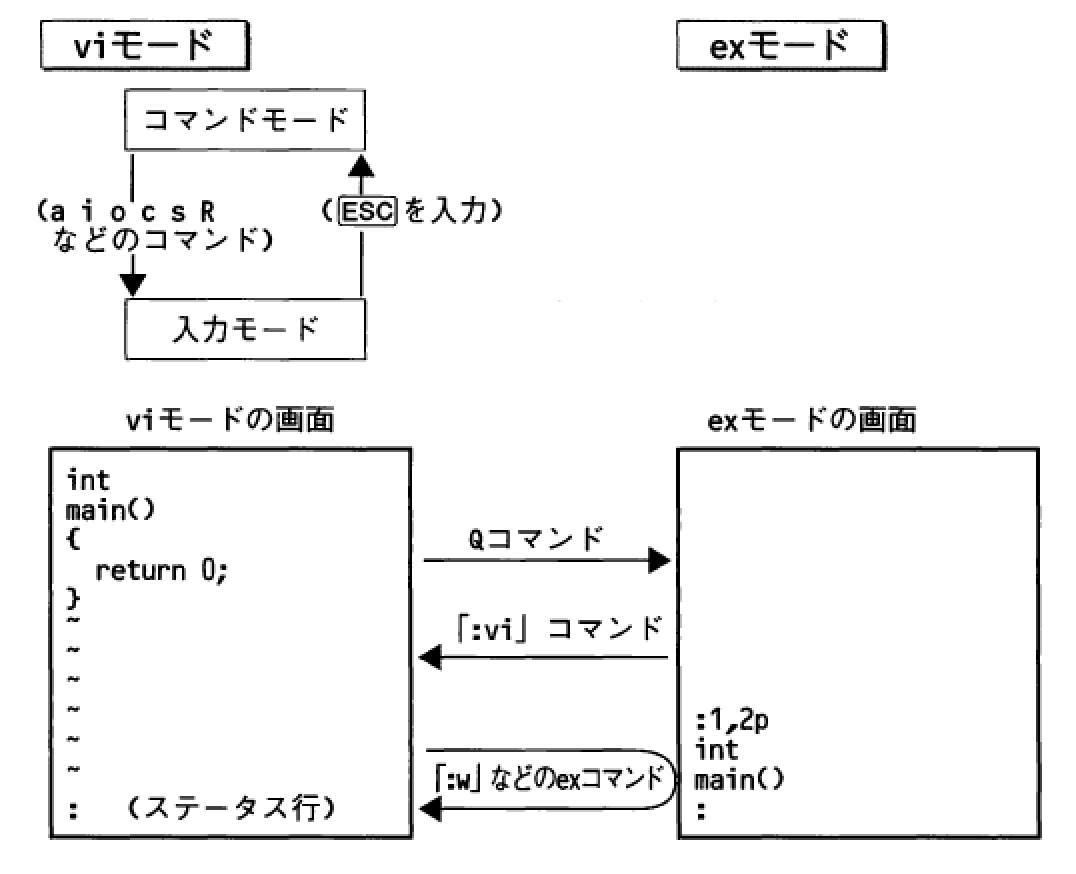 viモード
exモード
コマンドモード
(a i o c s R
などのコマンド)
(ESCを入力)
入力モード
viモードの画面
exモードの画面
int
main()
{
return 0;
}
~
~
~
~
~
~
: (ステータス行)
Qコマンド
「:vi」コマンド
「:w」などのexコマンド
:1,2p
int
main()
: